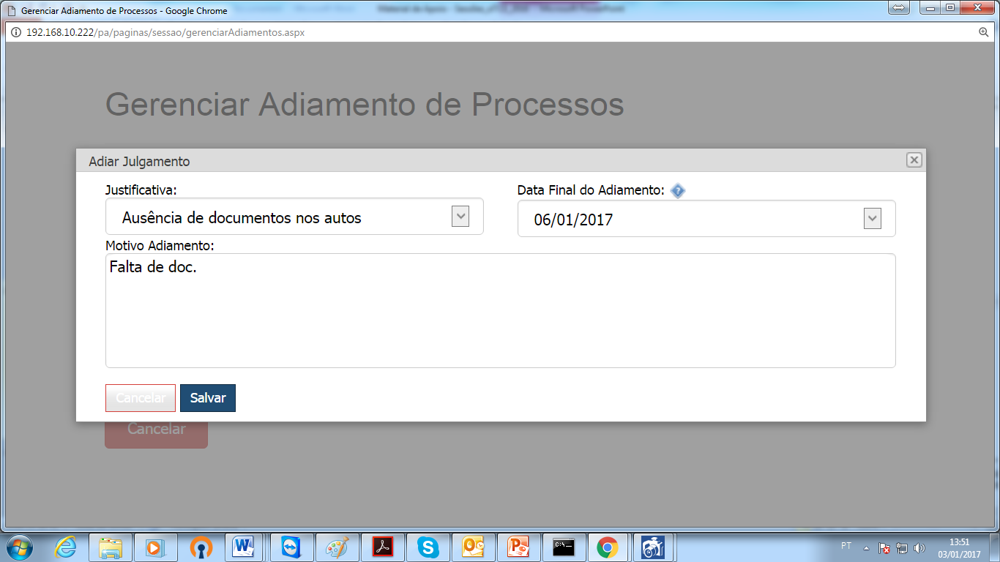 Gerenciar Adiamento de Processos - Google Chrome
192.168.10.222/pa/paginas/sessao/gerenciarAdiamentos.aspx
Gerenciar Adiamento de Processos
Adiar Julgamento
Justificativa:
Data Final do Adiamento:
Ausência de documentos nos autos
06/01/2017
Motivo Adiamento:
Falta de doc.
Cancelar Salvar
Cancelar
PT
13:51
03/01/2017